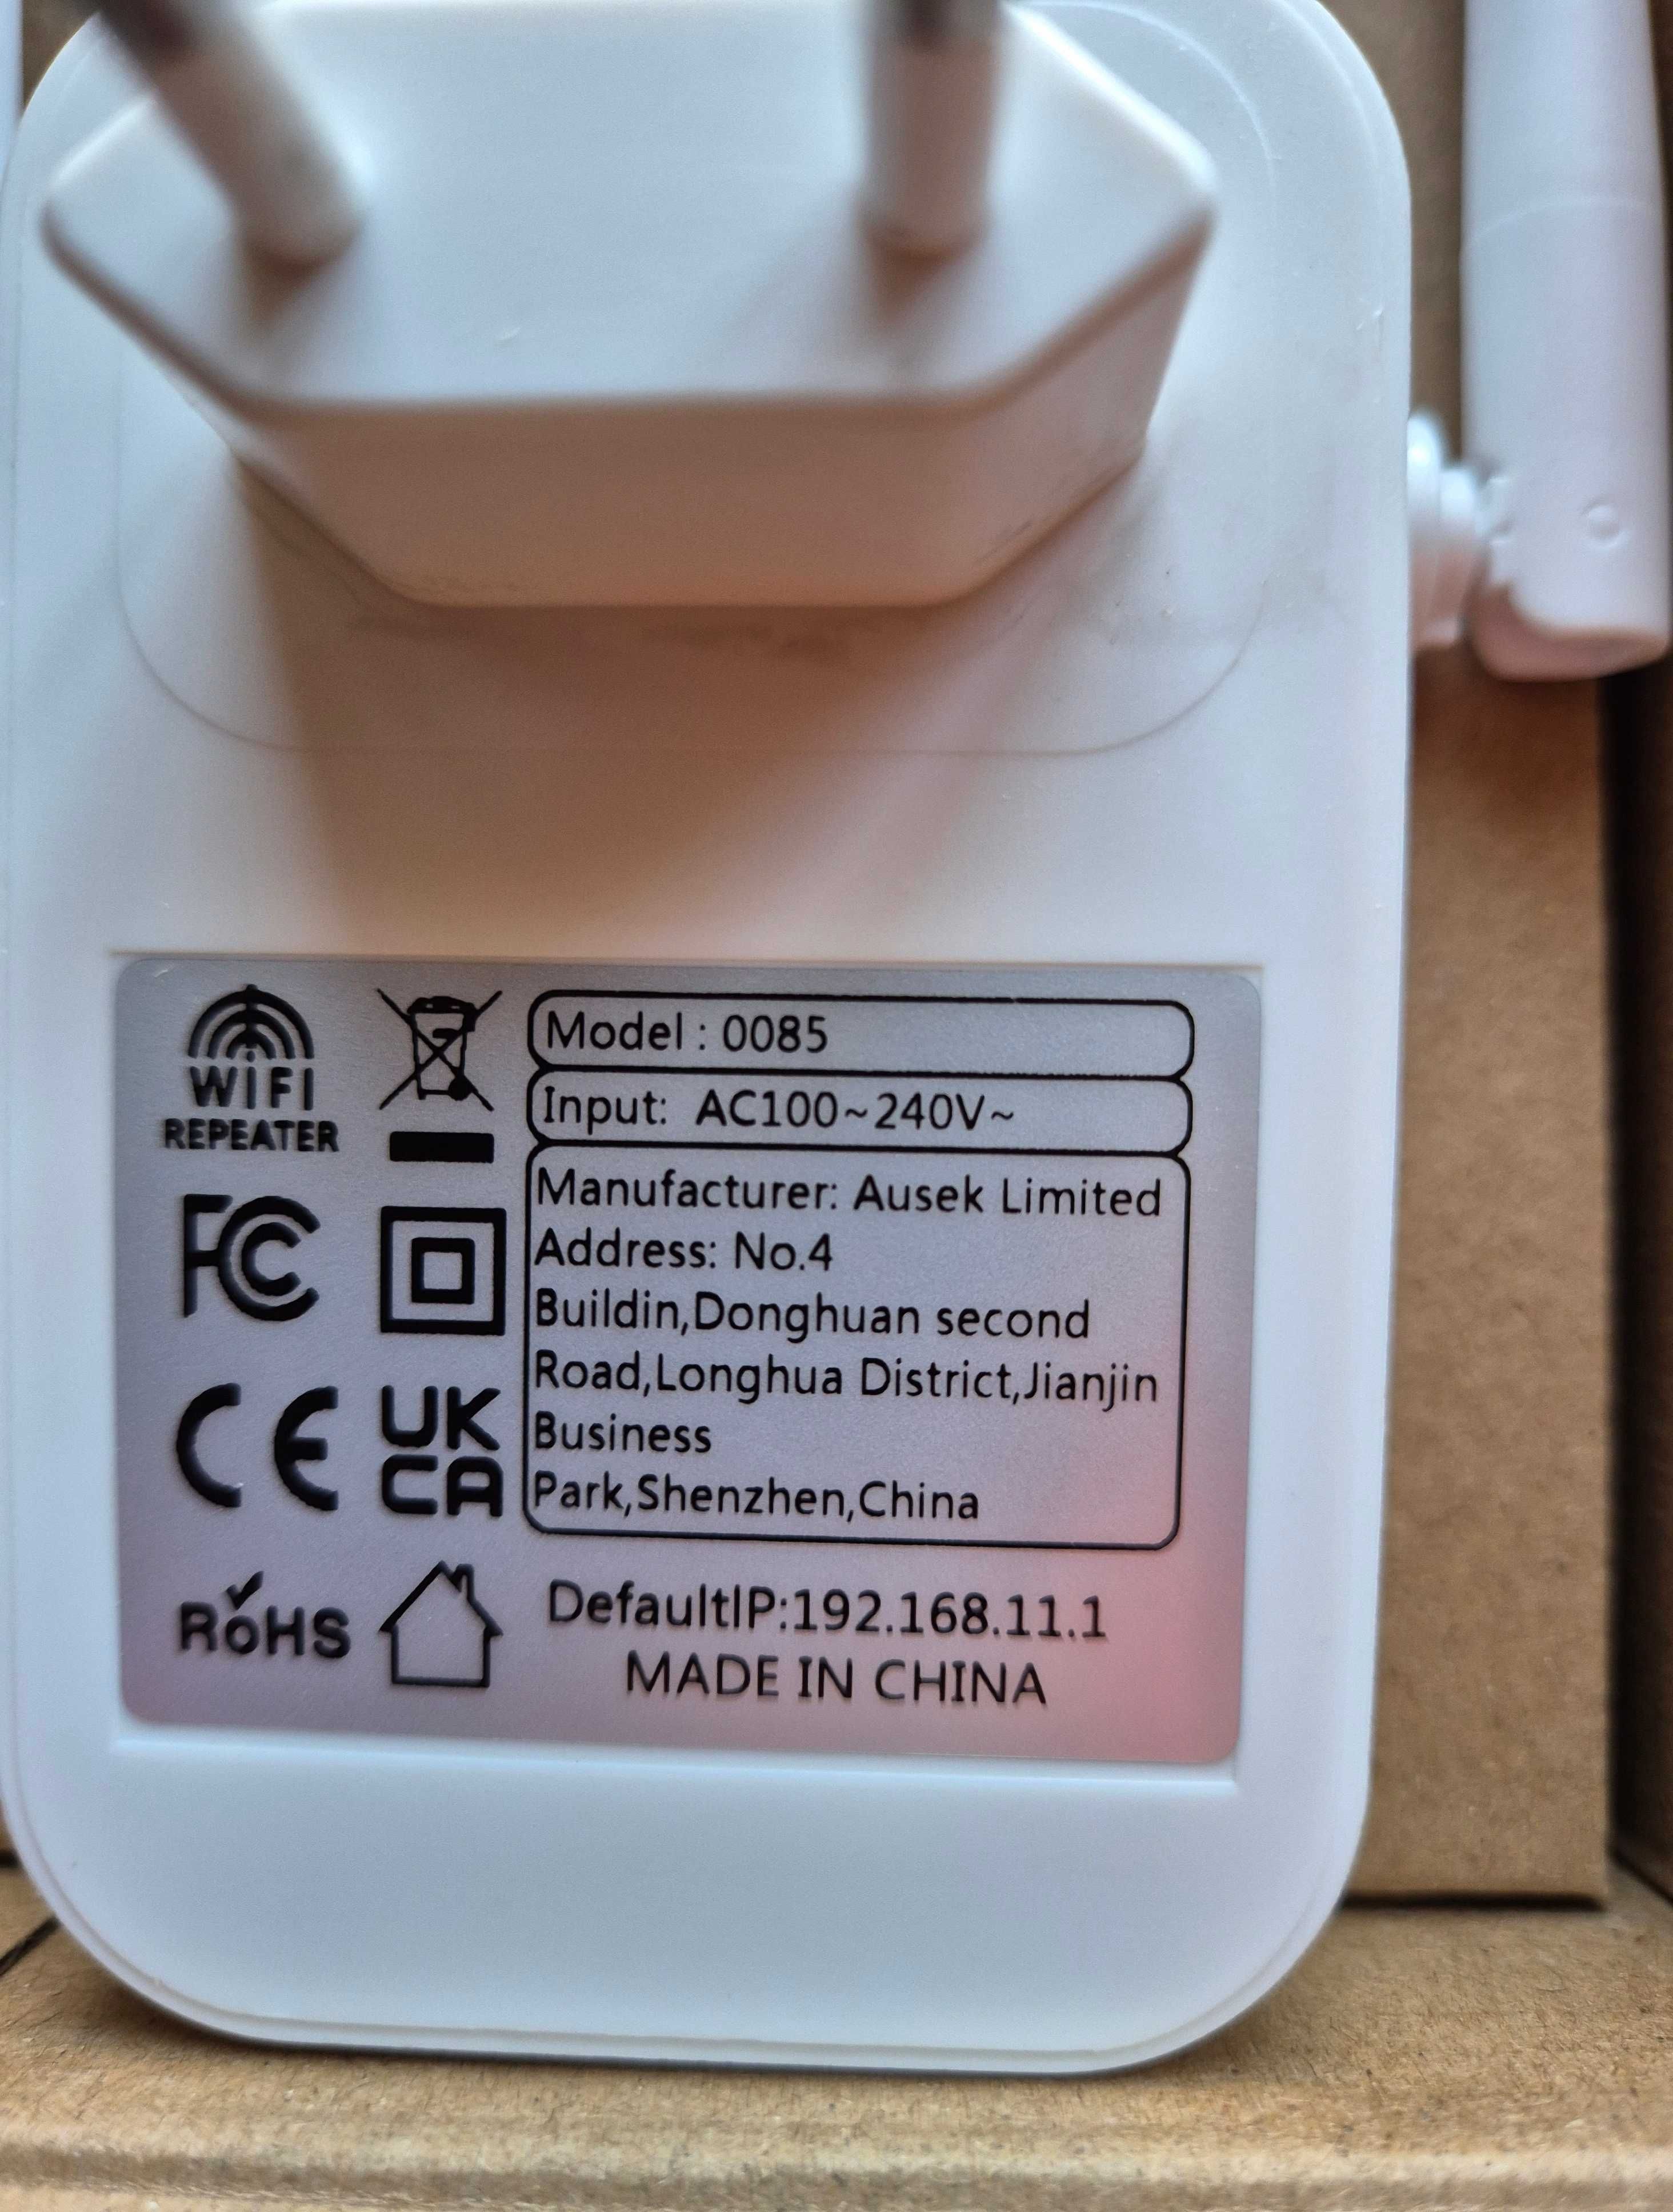 WIFI
REPEATER
FC
CE
UK
CA
RoHS
Model : 0085
Input: AC100~240V~
Manufacturer: Ausek Limited
Address: No.4
Buildin,Donghuan second
Road,Longhua District,Jianjin
Business
Park,Shenzhen,China
DefaultIP:192.168.11.1
MADE IN CHINA